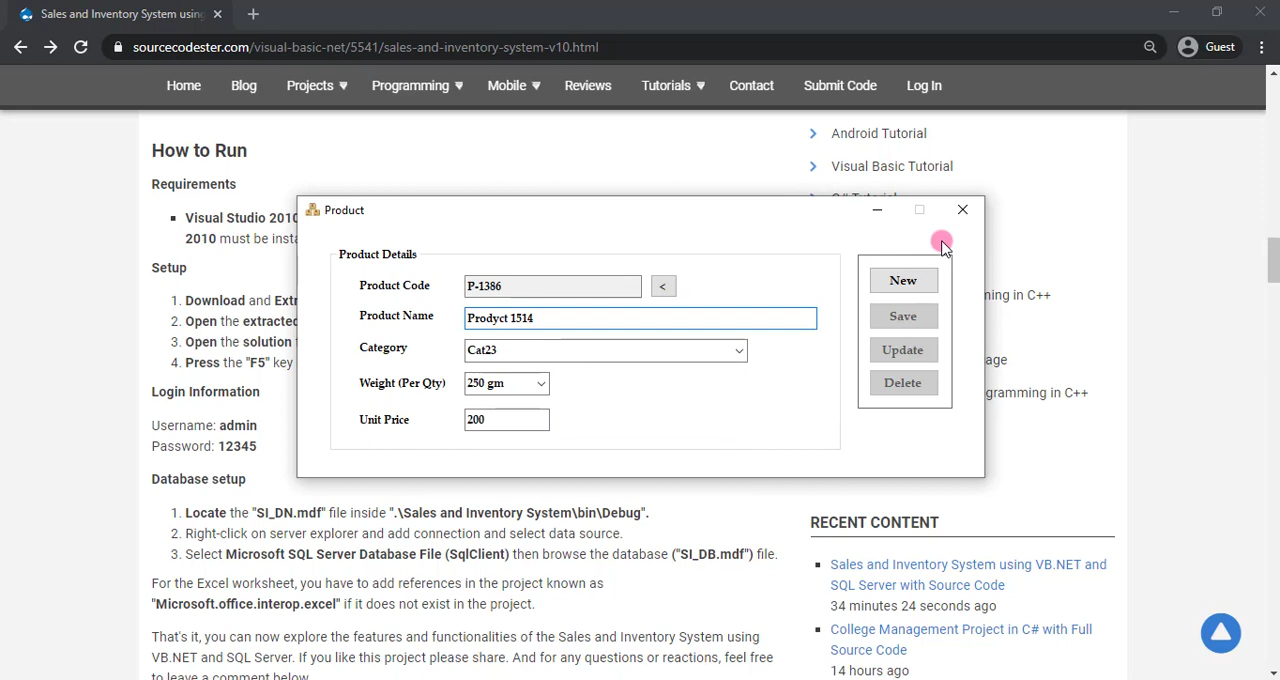 Sales and Inventory System using
sourcecodester.com/visual-basic-net/5541/sales-and-inventory-system-v10.html
Guest
Home Blog Projects Programming Mobile Reviews Tutorials Contact Submit Code Log In
How to Run
Requirements
Visual Studio 2010
2010 must be insta
Setup
1. Download and Extr
2. Open the extracted
3. Open the solution
4. Press the "F5" key
Login Information
Username: admin
Password: 12345
Database setup
1. Locate the "SI_DN.mdf" file inside ".\Sales and Inventory System\bin\Debug".
2. Right-click on server explorer and add connection and select data source.
3. Select Microsoft SQL Server Database File (SqlClient) then browse the database ("SI_DB.mdf") file.
For the Excel worksheet, you have to add references in the project known as
"Microsoft.office.interop.excel" if it does not exist in the project.
That's it, you can now explore the features and functionalities of the Sales and Inventory System using
VB.NET and SQL Server. If you like this project please share. And for any questions or reactions, feel free
to leave a comment below.
Product
Product Details
Product Code P-1386 <
Product Name Prodyct 1514
Category Cat23
Weight (Per Qty) 250 gm
Unit Price 200
New
Save
Update
Delete
Android Tutorial
Visual Basic Tutorial
ming in C++
age
gramming in C++
RECENT CONTENT
Sales and Inventory System using VB.NET and
SQL Server with Source Code
34 minutes 24 seconds ago
College Management Project in C# with Full
Source Code
14 hours ago